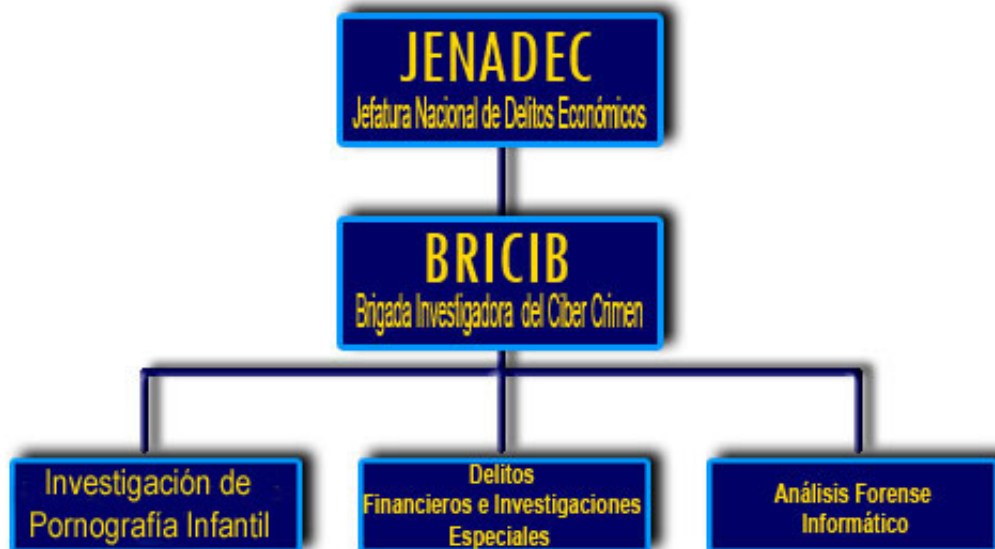 JENADEC
Jefatura Nacional de Delitos Económicos
BRICIB
Brigada Investigadora del Ciber Crimen
Investigación de
Pornografía Infantil
Delitos
Financieros e Investigaciones
Especiales
Análisis Forense
Informático